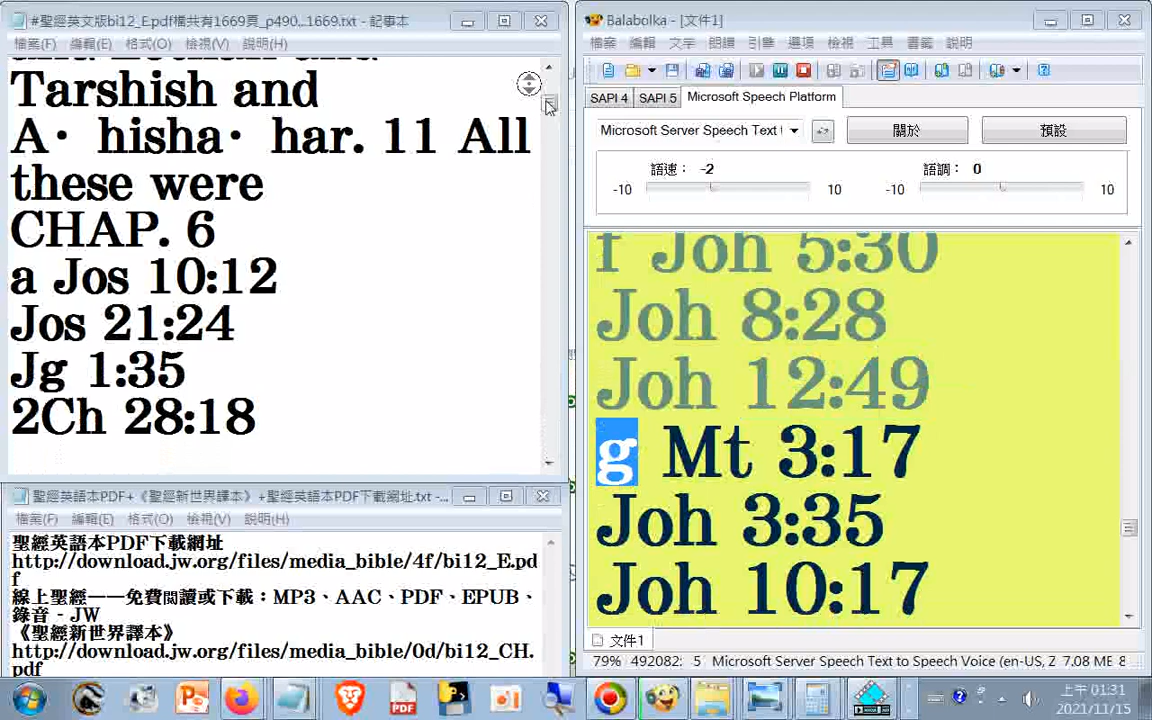 #聖經英文版bi12_E.pdf橫共有1669頁_p490,..1669.txt - 記事本
檔案(F) 編輯(E) 格式(O) 檢視(V) 說明(H)
Tarshish and
A· hisha· har. 11 All
these were
CHAP. 6
a Jos 10:12
Jos 21:24
Jg 1:35
2Ch 28:18
聖經英語本PDF+《聖經新世界譯本》+聖經英語本PDF下載網址.txt - ...
檔案(F) 編輯(E) 格式(O) 檢視(V) 說明(H)
聖經英語本PDF下載網址
http://download.jw.org/files/media_bible/4f/bi12_E.pd
f
線上聖經——免費閱讀或下載：MP3、AAC、PDF、EPUB、
錄音 - JW
《聖經新世界譯本》
http://download.jw.org/files/media_bible/0d/bi12_CH.
pdf
Balabolka - [文件1]
檔案 編輯 文字 朗讀 引擎 選項 檢視 工具 書籤 說明
SAPI 4 SAPI 5 Microsoft Speech Platform
Microsoft Server Speech Text 關於 預設
語速： -2 語調： 0
-10 10 -10 10
f Joh 5:30
Joh 8:28
Joh 12:49
g Mt 3:17
Joh 3:35
Joh 10:17
文件1
79% 492082: 5 Microsoft Server Speech Text to Speech Voice (en-US, Z 7.08 MB 8
上午 01:31
2021/11/15